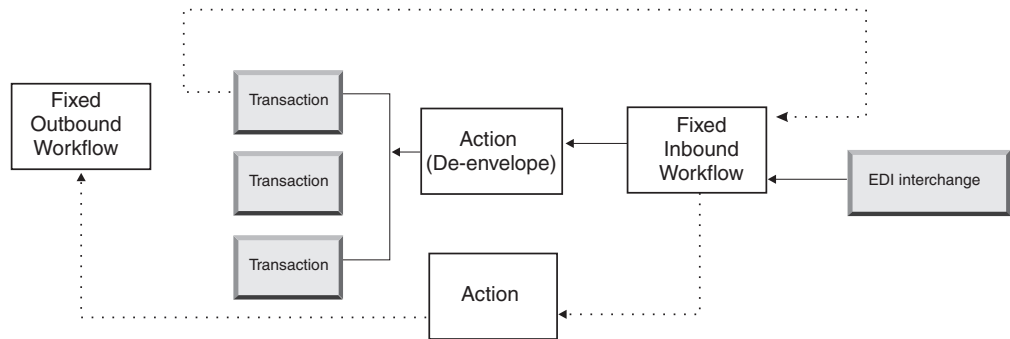 Fixed
Outbound
Workflow
Transaction
Transaction
Transaction
Action
(De-envelope)
Fixed
Inbound
Workflow
EDI interchange
Action